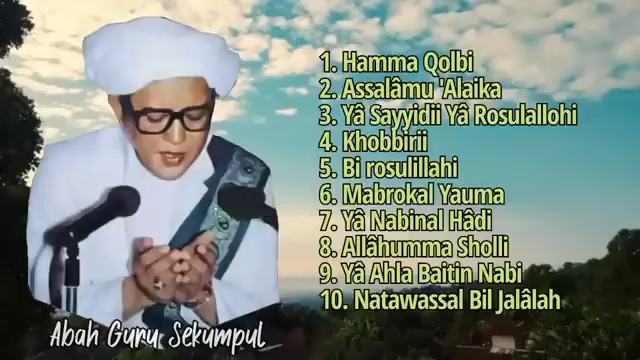 1. Hamma Qolbi
2. Assalâmu 'Alaika
3. Yâ Sayyidii Yâ Rosulallohi
4. Khobbirii
5. Bi rosulillahi
6. Mabrokal Yauma
7. Yâ Nabinal Hâdi
8. Allâhumma Sholli
9. Yâ Ahla Baitin Nabi
10. Natawassal Bil Jalâlah
Abah Guru Sekumpul